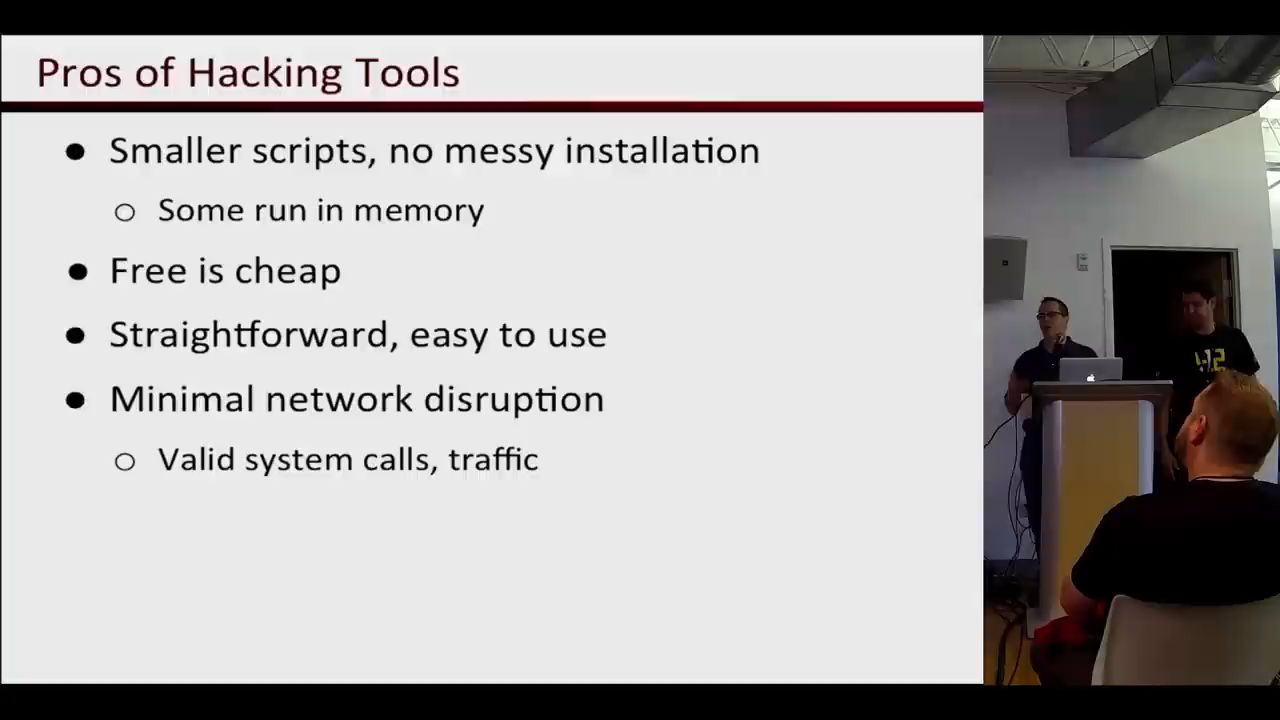 Pros of Hacking Tools
● Smaller scripts, no messy installation
○ Some run in memory
● Free is cheap
● Straightforward, easy to use
● Minimal network disruption
○ Valid system calls, traffic